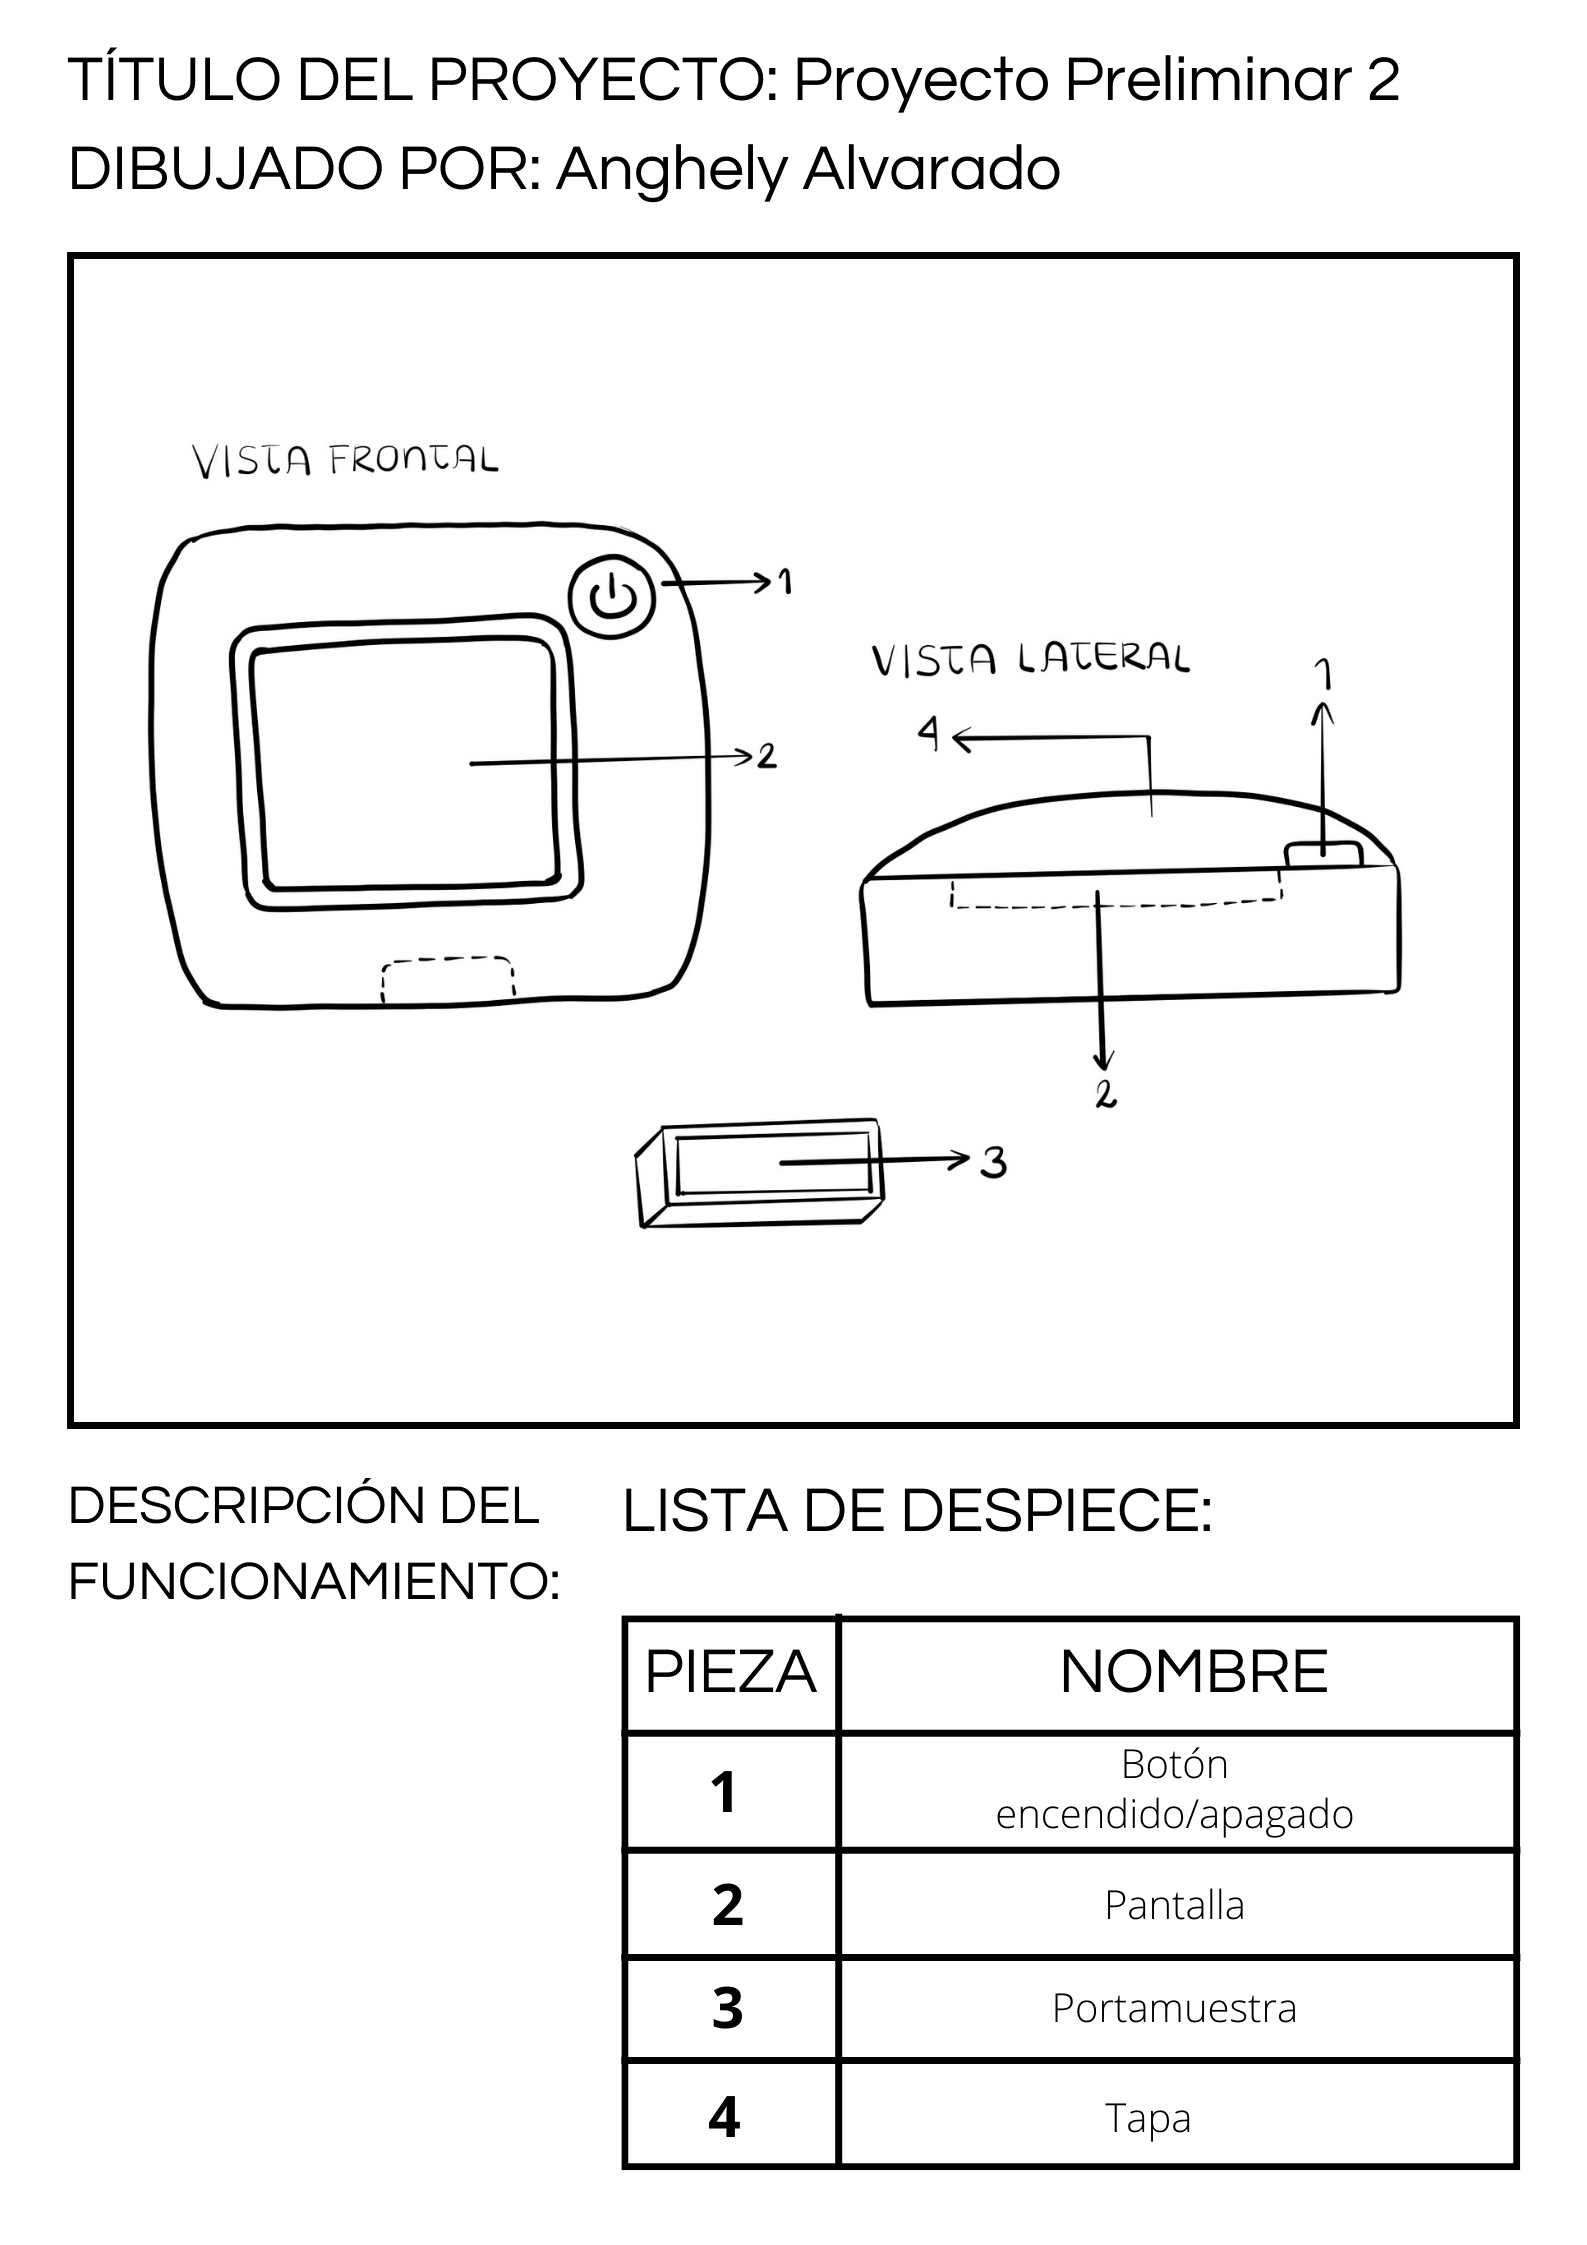 TÍTULO DEL PROYECTO: Proyecto Preliminar 2
DIBUJADO POR: Anghely Alvarado
VISTA FRONTAL
1
2
VISTA LATERAL
1
4
2
3
DESCRIPCIÓN DEL
FUNCIONAMIENTO:
LISTA DE DESPIECE:
PIEZA NOMBRE
1 Botón
encendido/apagado
2 Pantalla
3 Portamuestra
4 Tapa